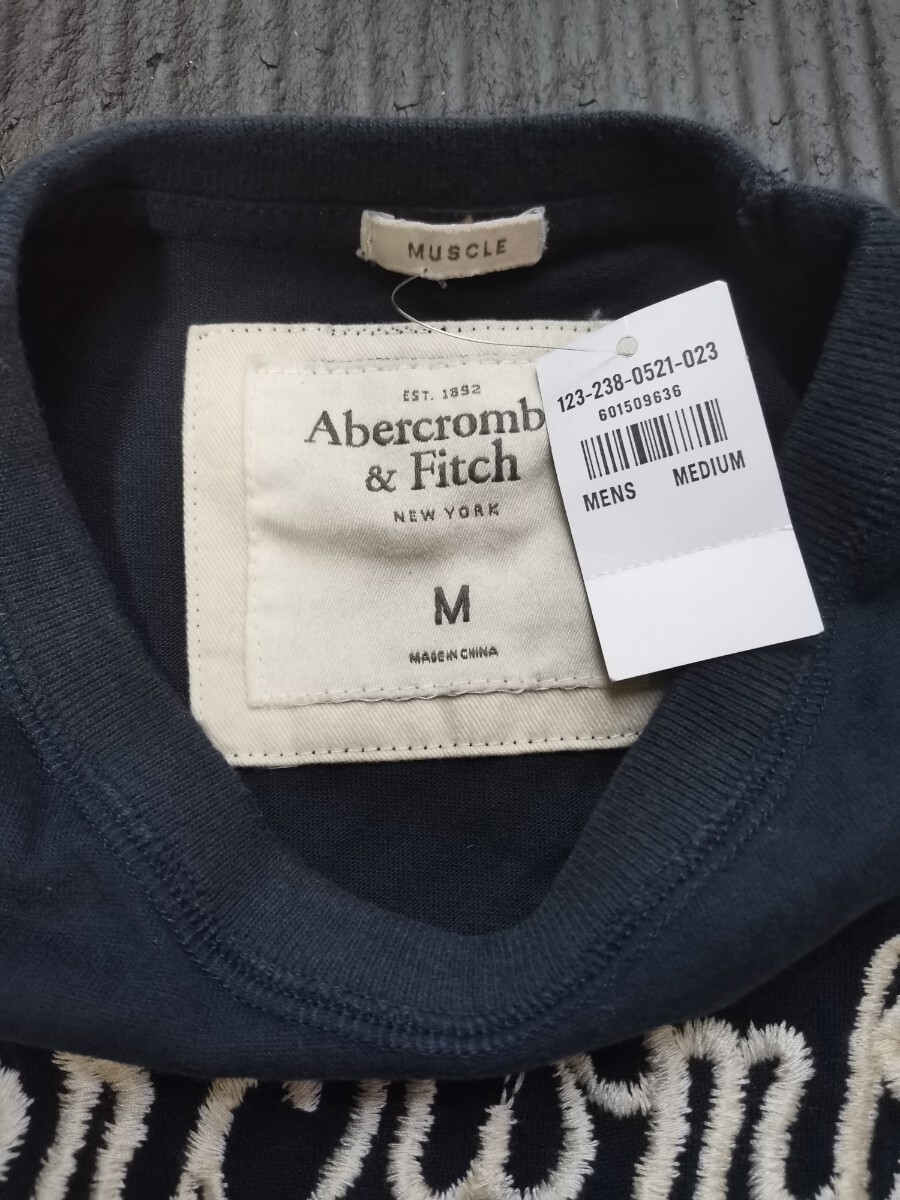 MUSCLE
EST. 1892
Abercromb
& Fitch
NEW YORK
M
MADE IN CHINA
123-238-0521-023
601509636
MENS MEDIUM